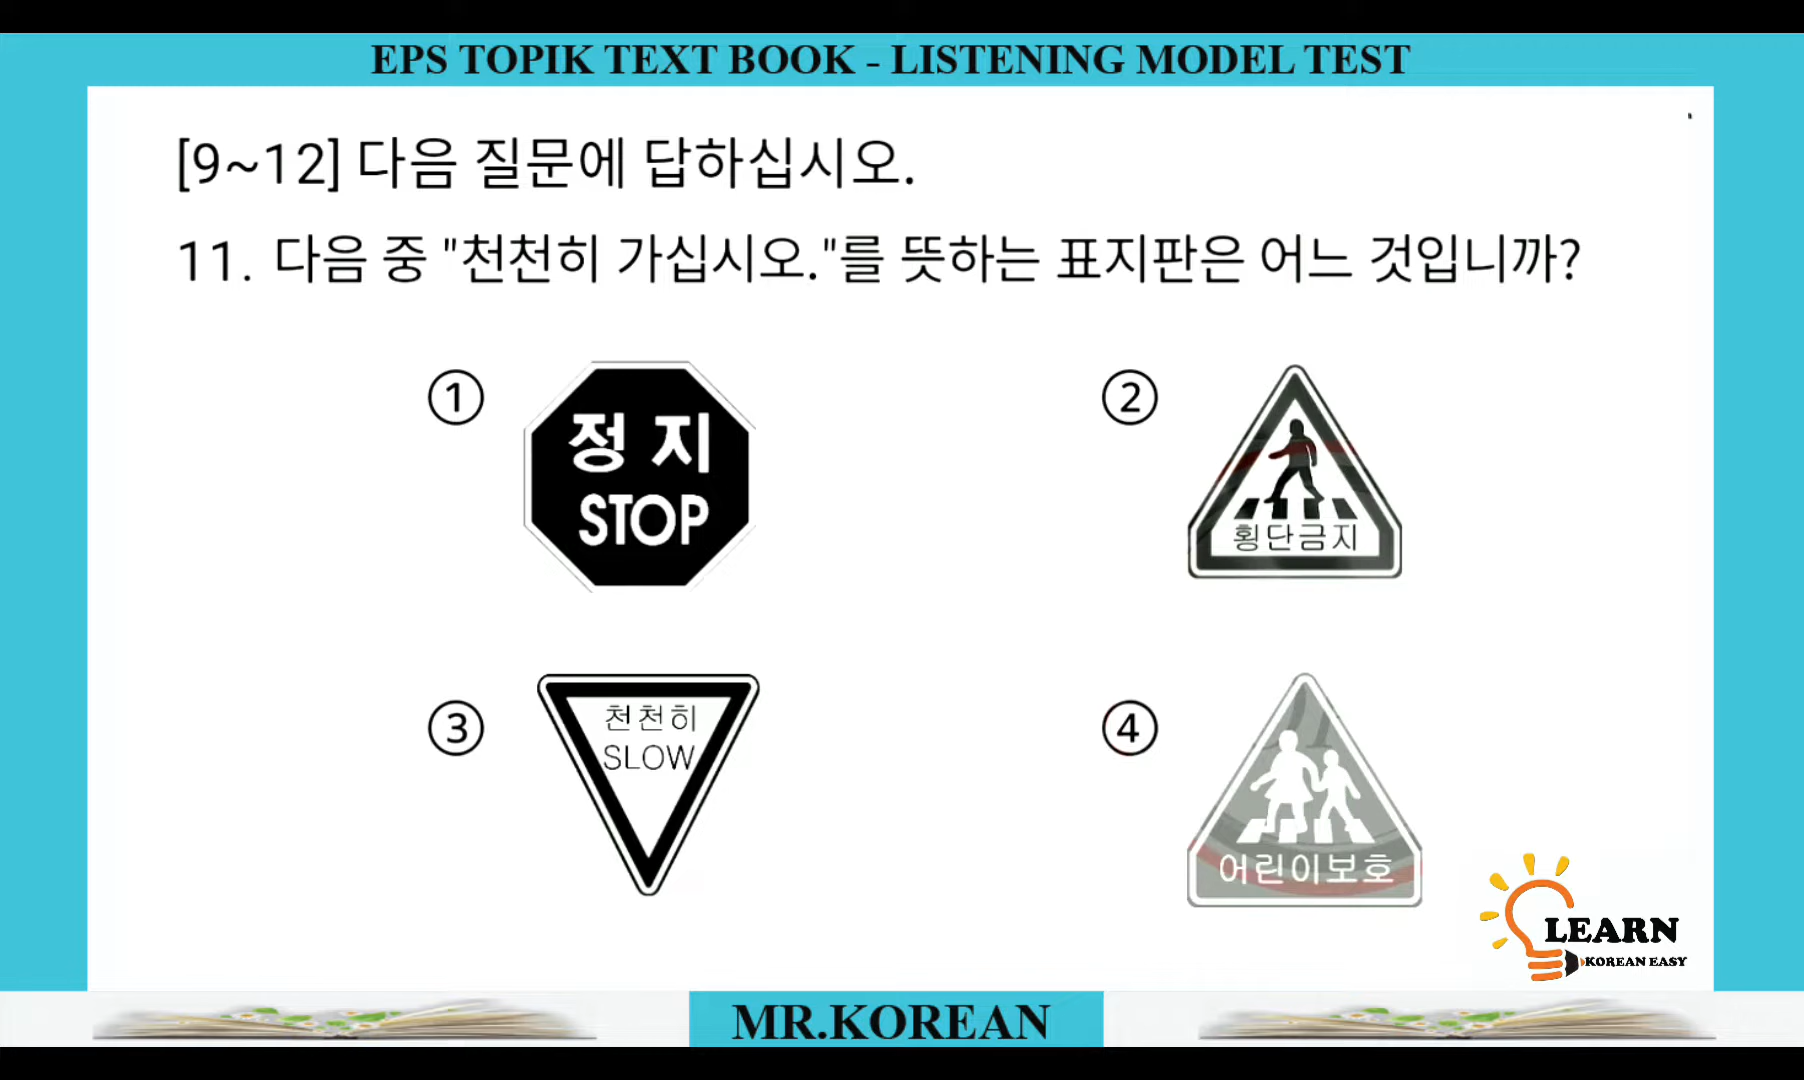 EPS TOPIK TEXT BOOK - LISTENING MODEL TEST
[9~12] 다음 질문에 답하십시오.
11. 다음 중 "천천히 가십시오."를 뜻하는 표지판은 어느 것입니까?
①
정지
STOP
②
횡단금지
③
천천히
SLOW
④
어린이보호
LEARN
KOREAN EASY
MR.KOREAN